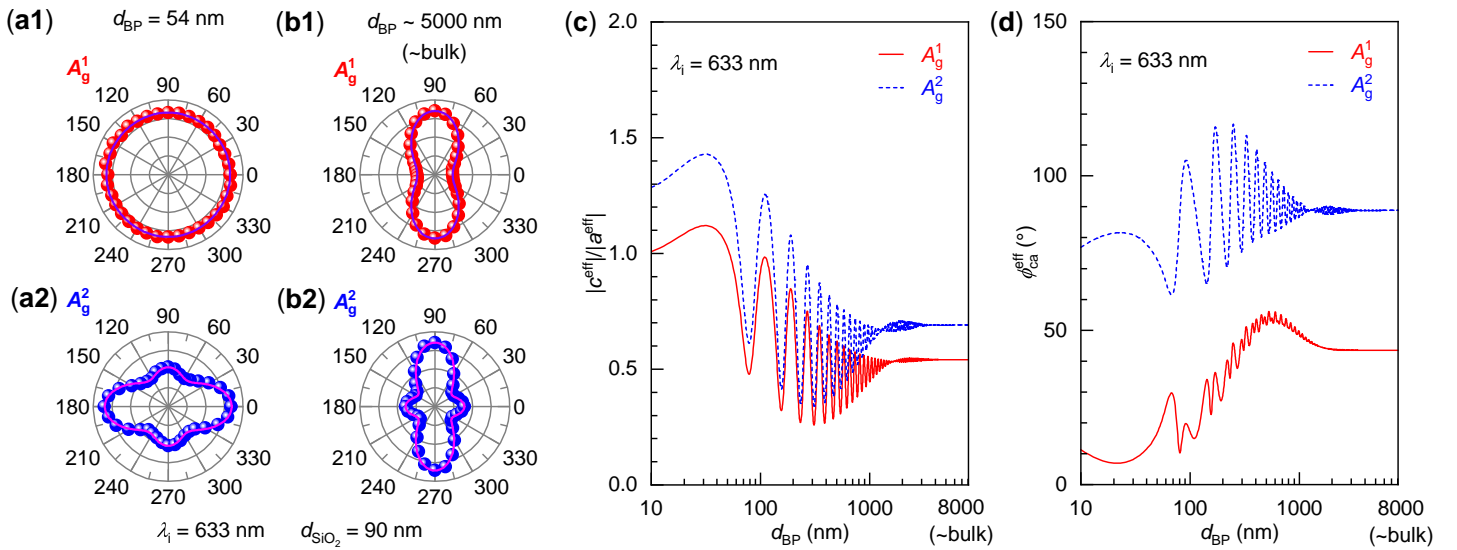 (a1) d_BP = 54 nm
A_g^1
90
120 60
150 30
180 0
210 330
240 300
270
(b1) d_BP ~ 5000 nm
(~bulk)
A_g^1
90
120 60
150 30
180 0
210 330
240 300
270
(a2) A_g^2
90
120 60
150 30
180 0
210 330
240 300
270
(b2) A_g^2
90
120 60
150 30
180 0
210 330
240 300
270
λ_i = 633 nm d_SiO_2 = 90 nm
(c)
λ_i = 633 nm
A_g^1
A_g^2
|c^eff|/|a^eff|
2.0
1.5
1.0
0.5
0.0
10 100 1000 8000
d_BP (nm) (~bulk)
(d)
λ_i = 633 nm
A_g^1
A_g^2
ϕ_ca^eff (°)
150
100
50
0
10 100 1000 8000
d_BP (nm) (~bulk)